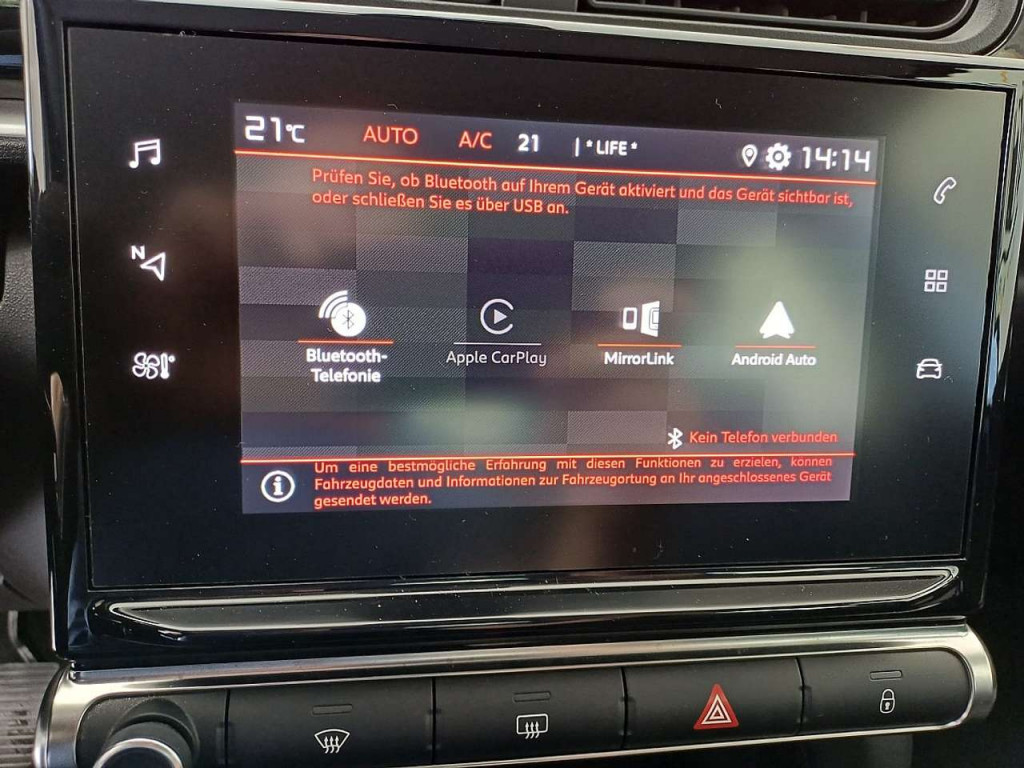 21°C AUTO A/C 21 | *LIFE* 14:14
Prüfen Sie, ob Bluetooth auf Ihrem Gerät aktiviert und das Gerät sichtbar ist,
oder schließen Sie es über USB an.
N
Bluetooth-
Telefonie
Apple CarPlay
MirrorLink
Android Auto
Kein Telefon verbunden
Um eine bestmögliche Erfahrung mit diesen Funktionen zu erzielen, können
Fahrzeugdaten und Informationen zur Fahrzeugortung an Ihr angeschlossenes Gerät
gesendet werden.